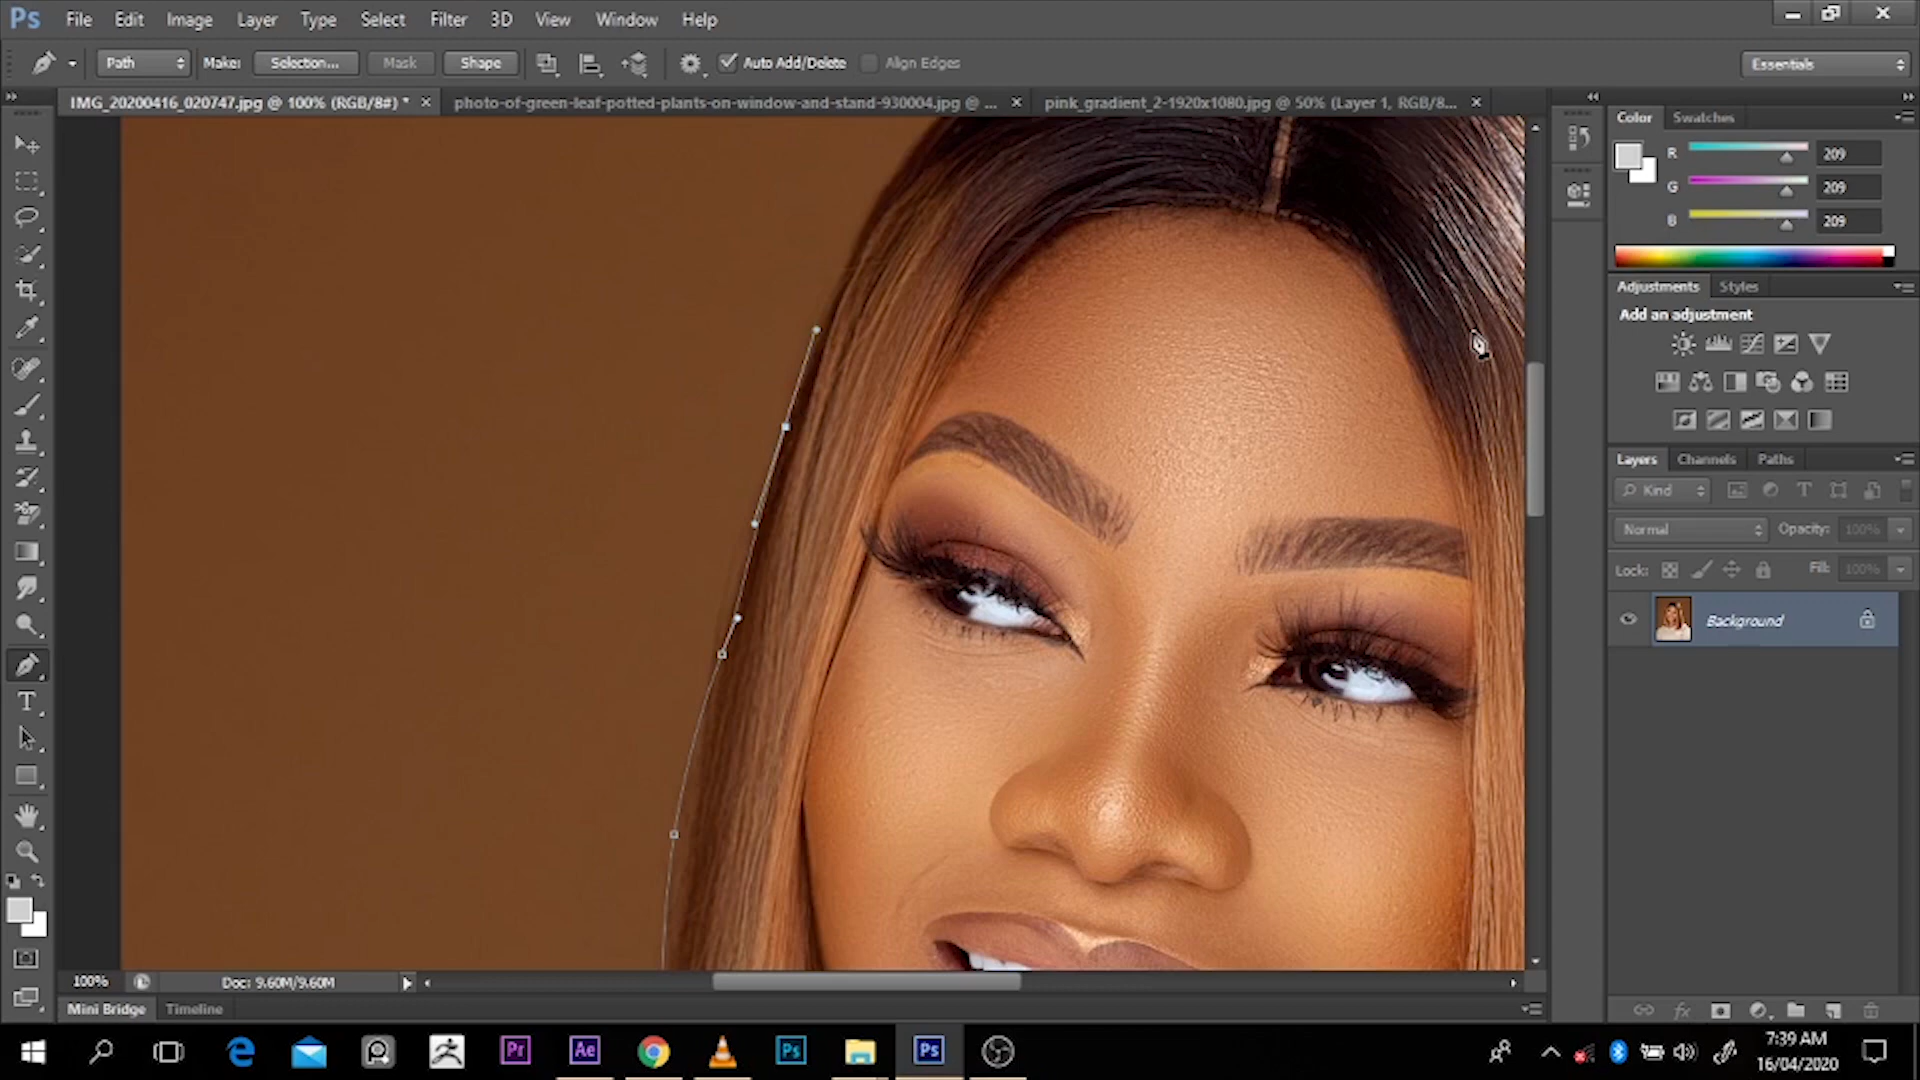 Ps File Edit Image Layer Type Select Filter 3D View Window Help
Path Make: Selection... Mask Shape Auto Add/Delete Align Edges Essentials
IMG_20200416_020747.jpg @ 100% (RGB/8#) * photo-of-green-leaf-potted-plants-on-window-and-stand-930004.jpg @ ... pink_gradient_2-1920x1080.jpg @ 50% (Layer 1, RGB/8...
Color Swatches
R 209
G 209
B 209
Adjustments Styles
Add an adjustment
Layers Channels Paths
Kind
Normal Opacity: 100%
Lock: Fill: 100%
Background
100% Doc: 9.60M/9.60M
Mini Bridge Timeline
Pr Ae Ps Ps
7:39 AM
16/04/2020